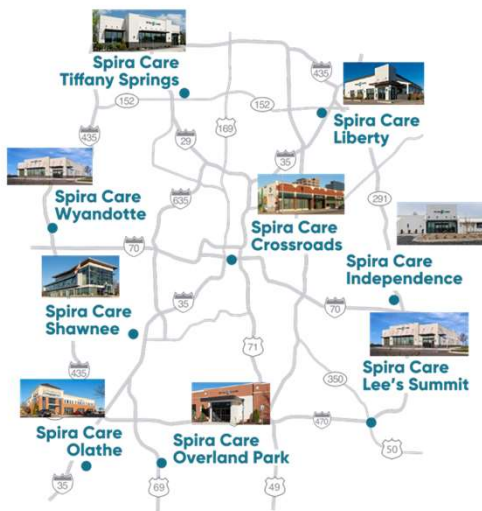 Spira Care
Tiffany Springs
435
Spira Care
Liberty
152
152
169
435
29
35
Spira Care
Wyandotte
635
Spira Care
Crossroads
291
70
Spira Care
Independence
Spira Care
Shawnee
35
70
71
Spira Care
Lee's Summit
435
350
Spira Care
Olathe
Spira Care
Overland Park
470
50
35
69
49